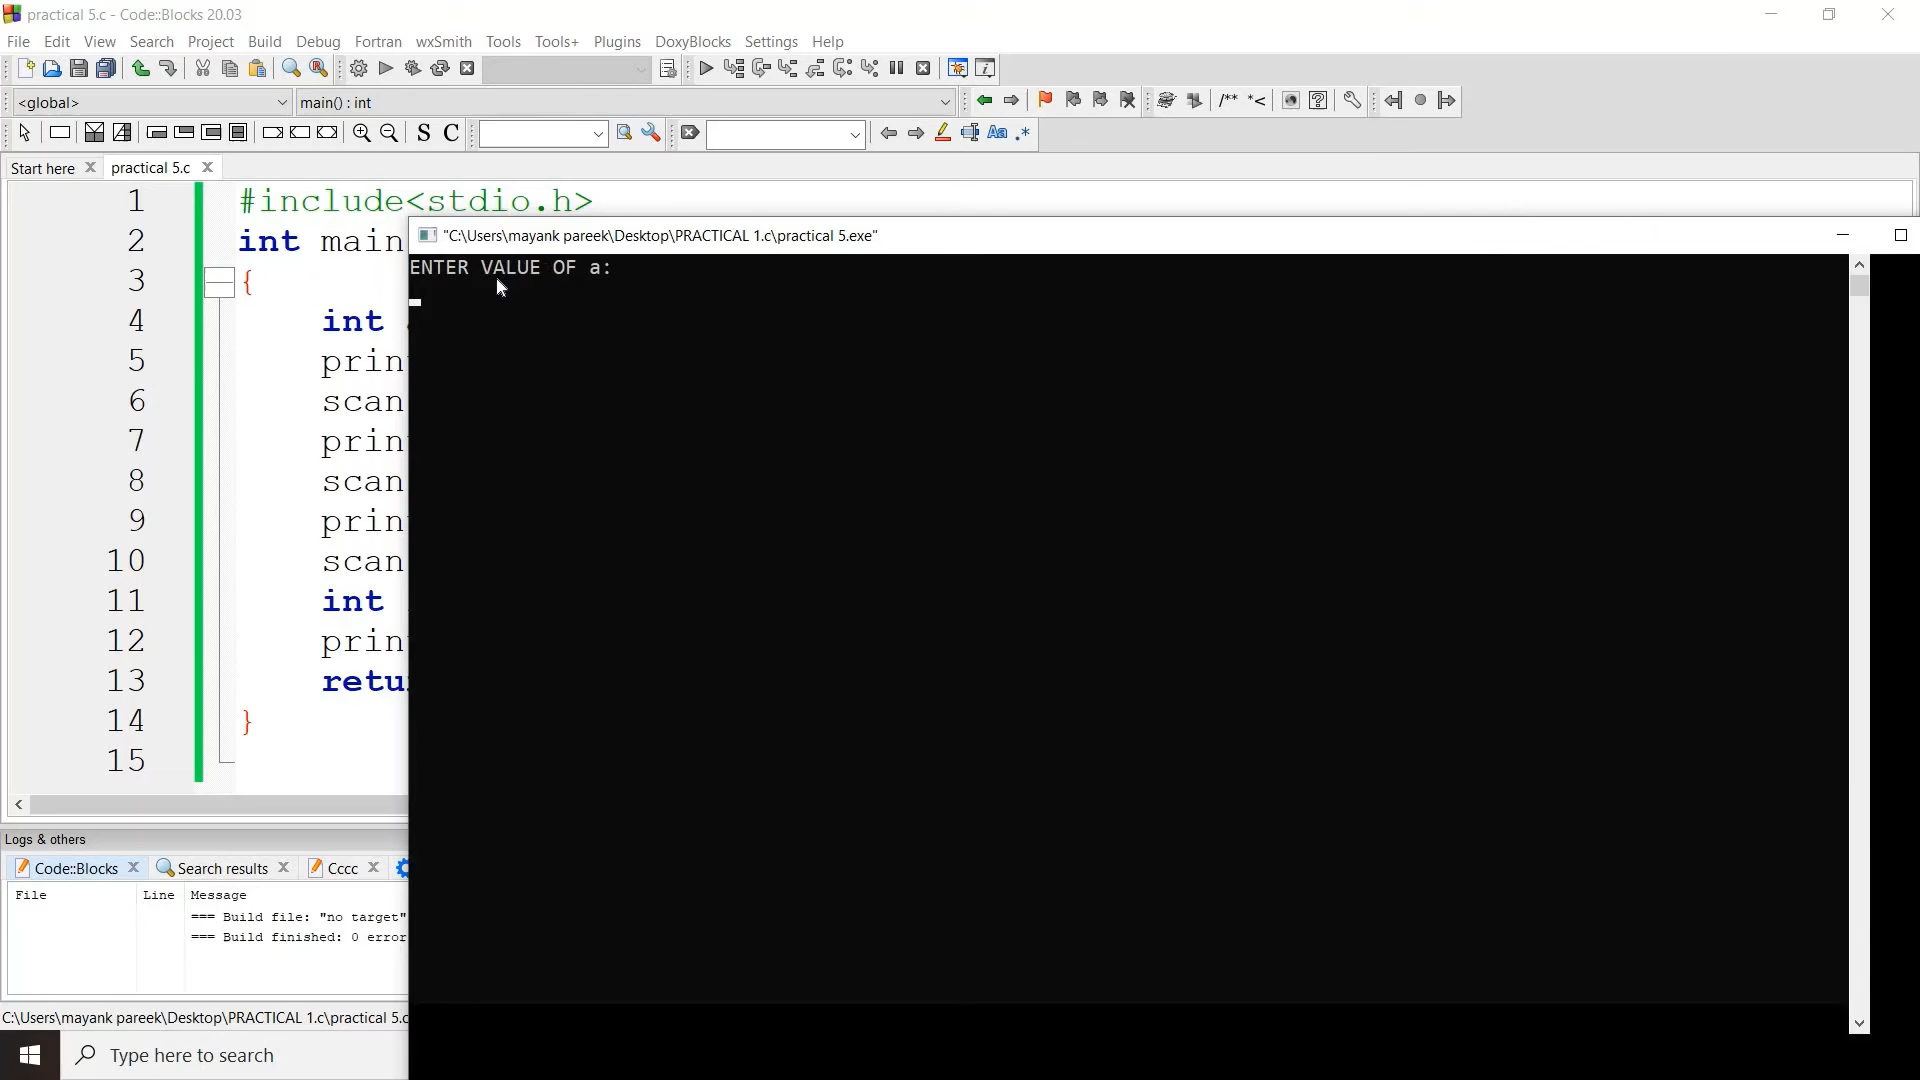 practical 5.c - Code::Blocks 20.03
File Edit View Search Project Build Debug Fortran wxSmith Tools Tools+ Plugins DoxyBlocks Settings Help
<global> main() : int
/** *<
S C Aa .*
Start here practical 5.c
1 #include<stdio.h>
2 int main
3 {
4 int
5 prin
6 scan
7 prin
8 scan
9 prin
10 scan
11 int
12 prin
13 retu
14 }
15
"C:\Users\mayank pareek\Desktop\PRACTICAL 1.c\practical 5.exe"
ENTER VALUE OF a:
Logs & others
Code::Blocks Search results Cccc
File Line Message
=== Build file: "no target"
=== Build finished: 0 error
C:\Users\mayank pareek\Desktop\PRACTICAL 1.c\practical 5.c
Type here to search